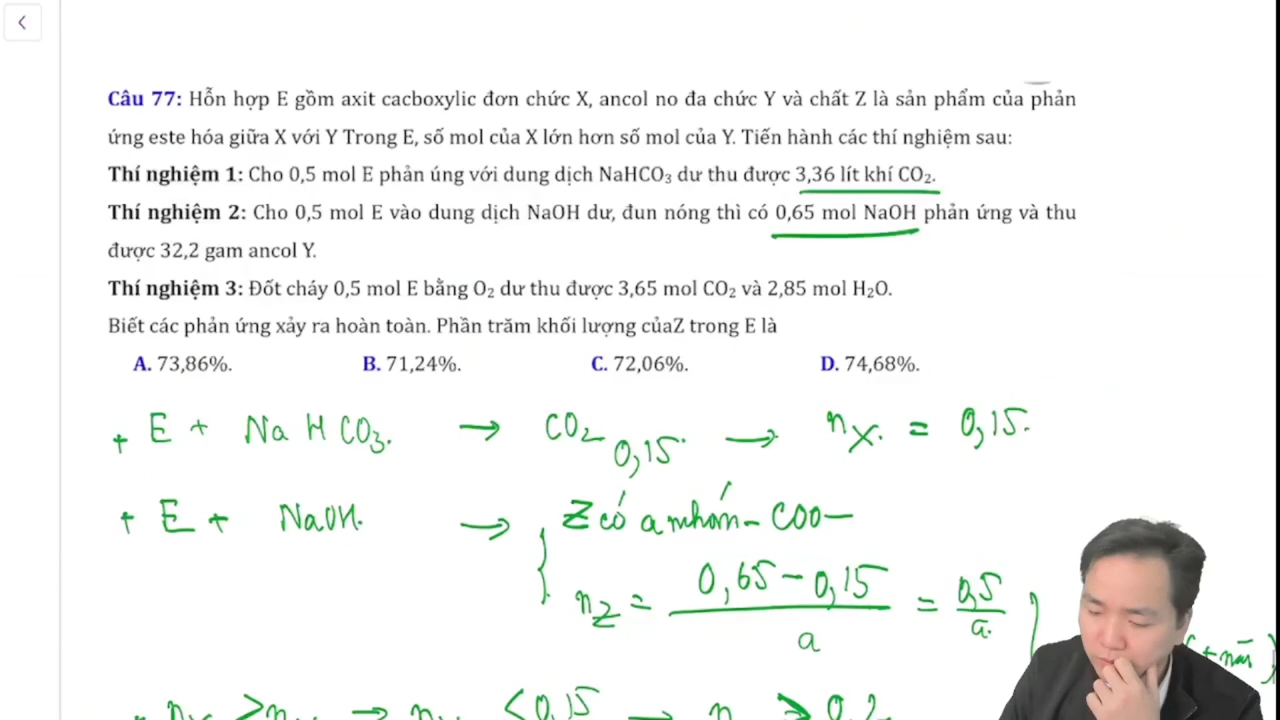 Câu 77: Hỗn hợp E gồm axit cacboxylic đơn chức X, ancol no đa chức Y và chất Z là sản phẩm của phản
ứng este hóa giữa X với Y Trong E, số mol của X lớn hơn số mol của Y. Tiến hành các thí nghiệm sau:
Thí nghiệm 1: Cho 0,5 mol E phản úng với dung dịch NaHCO₃ dư thu được 3,36 lít khí CO₂.
Thí nghiệm 2: Cho 0,5 mol E vào dung dịch NaOH dư, đun nóng thì có 0,65 mol NaOH phản ứng và thu
được 32,2 gam ancol Y.
Thí nghiệm 3: Đốt cháy 0,5 mol E bằng O₂ dư thu được 3,65 mol CO₂ và 2,85 mol H₂O.
Biết các phản ứng xảy ra hoàn toàn. Phần trăm khối lượng củaZ trong E là
A. 73,86%. B. 71,24%. C. 72,06%. D. 74,68%.
+ E + NaHCO₃. → CO₂ 0,15. → nX. = 0,15.
+ E + NaOH. → { Z có a nhóm - COO -
nZ = (0,65 - 0,15) / a = 0,5 / a. }